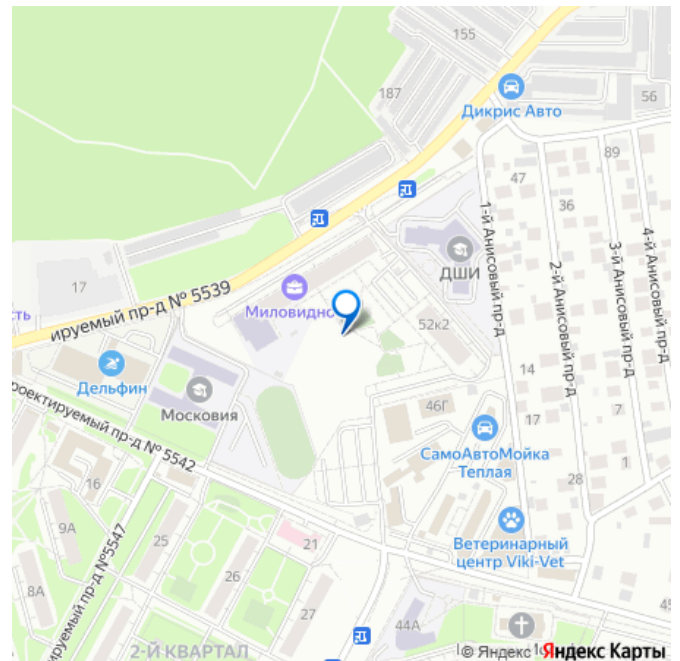 155
187
56
Дикрис Авто
89
47
36
1-й Анисовый пр-д
2-й Анисовый пр-д
3-й Анисовый пр-д
4-й Анисовый пр-д
ДШИ
17
ируемый пр-д № 5539
Миловидно
сть
52к2
Дельфин
Московия
14
46Г
17
7
1
28
роектируемый пр-д № 5542
СамоАвтоМойка
Теплая
16
9А
25
21
Ветеринарный
центр Viki-Vet
26
8А
27
ируемый пр-д №5547
44А
45
2-Й КВАРТАЛ
© Яндекс Яндекс Карты